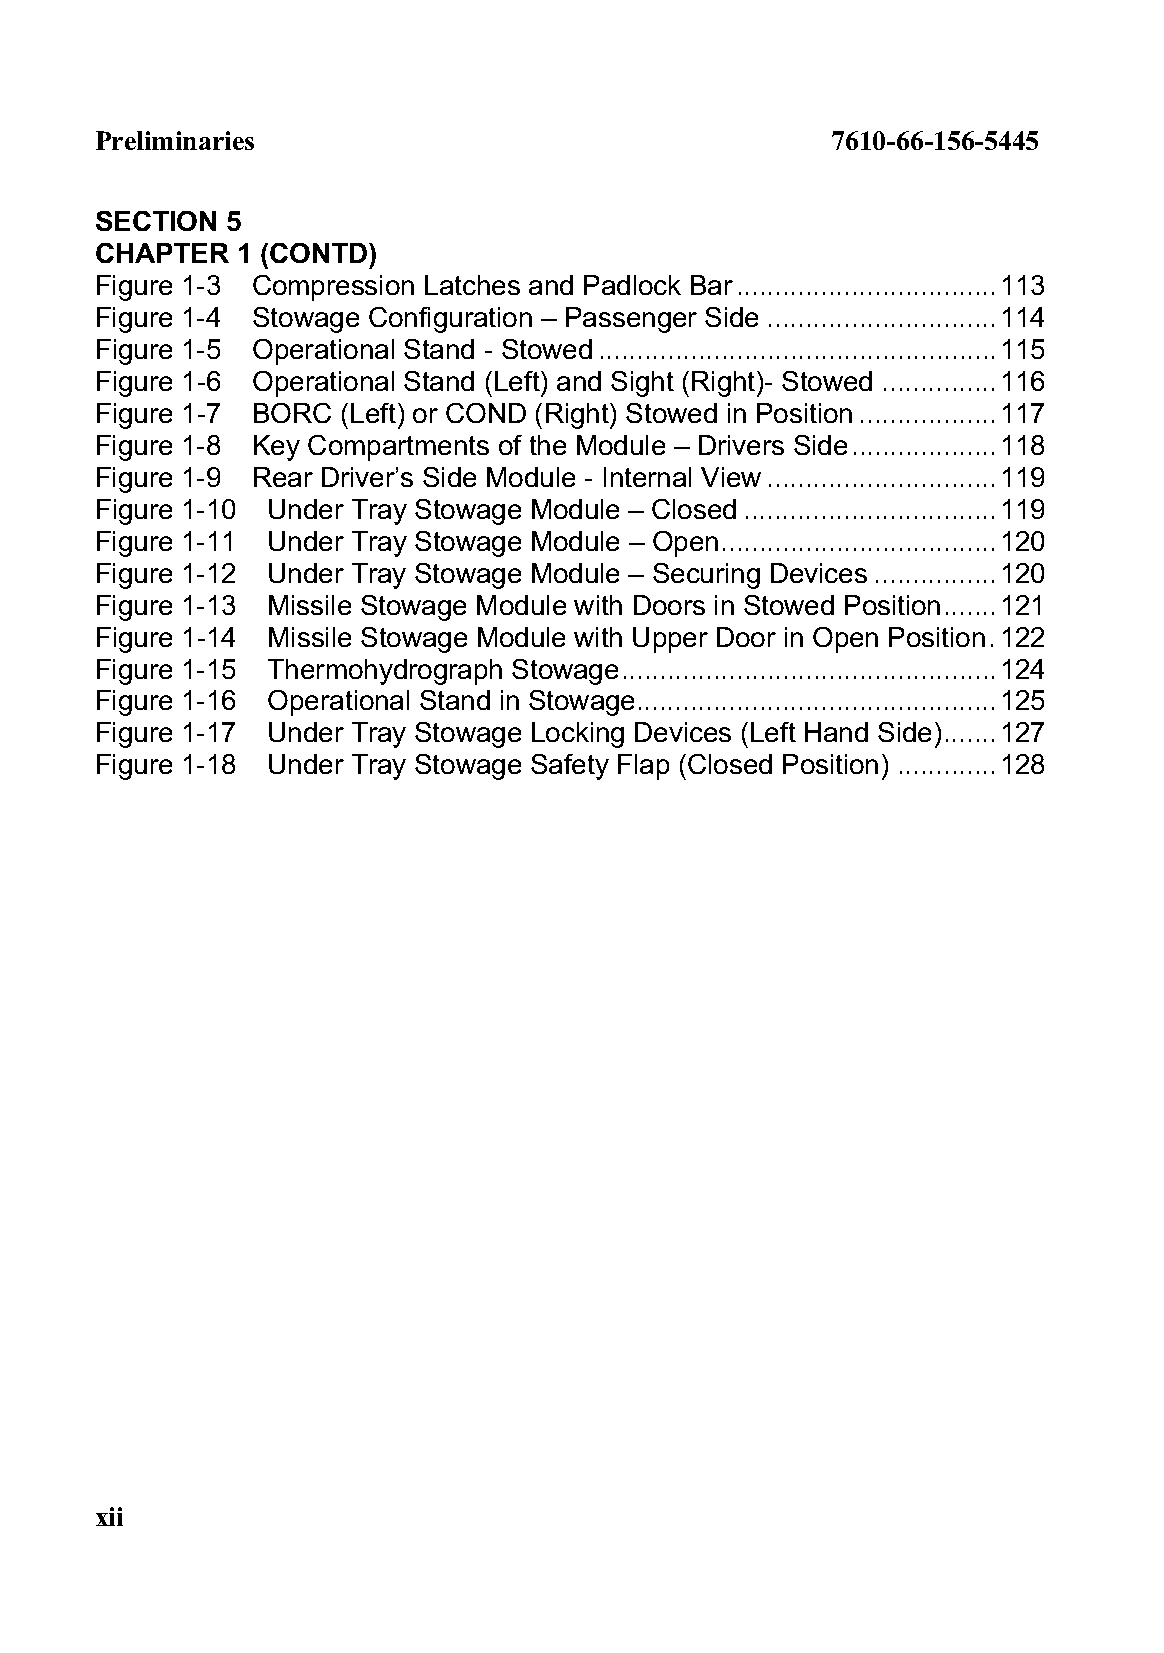 Preliminaries 7610-66-156-5445
SECTION 5
CHAPTER 1 (CONTD)
Figure 1-3 Compression Latches and Padlock Bar.................................. 113
Figure 1-4 Stowage Configuration – Passenger Side .............................. 114
Figure 1-5 Operational Stand - Stowed .................................................... 115
Figure 1-6 Operational Stand (Left) and Sight (Right)- Stowed ............... 116
Figure 1-7 BORC (Left) or COND (Right) Stowed in Position .................. 117
Figure 1-8 Key Compartments of the Module – Drivers Side................... 118
Figure 1-9 Rear Driver’s Side Module - Internal View .............................. 119
Figure 1-10 Under Tray Stowage Module – Closed ................................. 119
Figure 1-11 Under Tray Stowage Module – Open.................................... 120
Figure 1-12 Under Tray Stowage Module – Securing Devices ................ 120
Figure 1-13 Missile Stowage Module with Doors in Stowed Position....... 121
Figure 1-14 Missile Stowage Module with Upper Door in Open Position. 122
Figure 1-15 Thermohydrograph Stowage................................................. 124
Figure 1-16 Operational Stand in Stowage............................................... 125
Figure 1-17 Under Tray Stowage Locking Devices (Left Hand Side)....... 127
Figure 1-18 Under Tray Stowage Safety Flap (Closed Position) ............. 128
xii